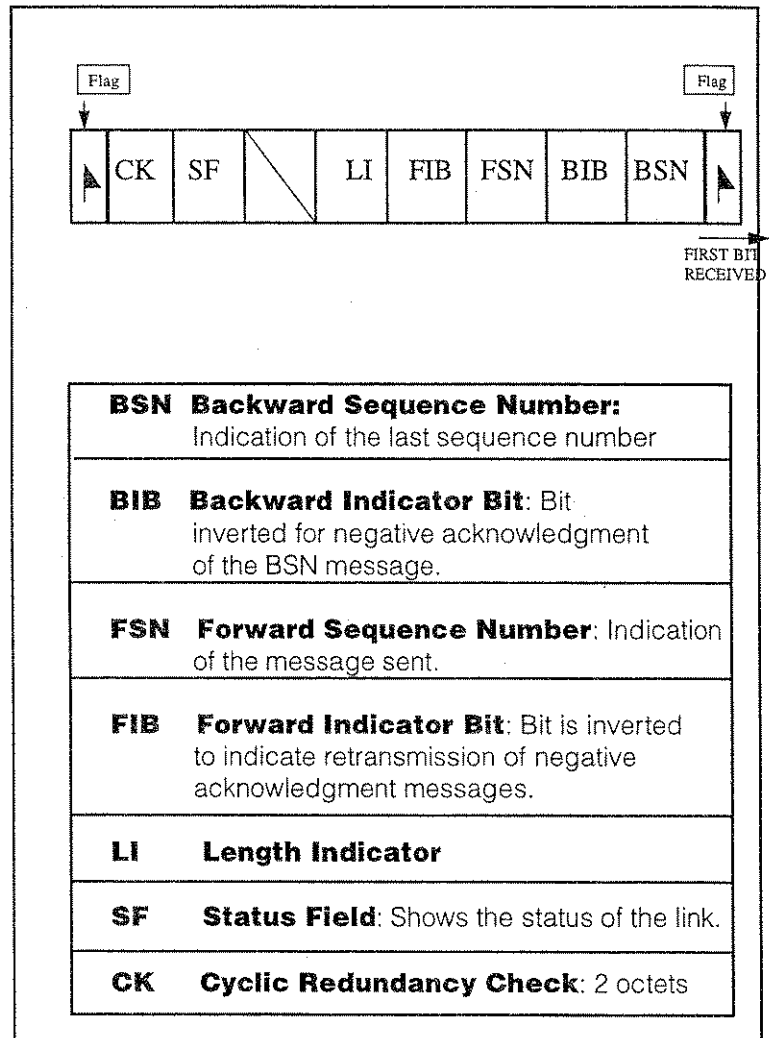 Flag Flag
CK SF LI FIB FSN BIB BSN
FIRST BIT
RECEIVED
BSN Backward Sequence Number:
Indication of the last sequence number
BIB Backward Indicator Bit: Bit
inverted for negative acknowledgment
of the BSN message.
FSN Forward Sequence Number: Indication
of the message sent.
FIB Forward Indicator Bit: Bit is inverted
to indicate retransmission of negative
acknowledgment messages.
LI Length Indicator
SF Status Field: Shows the status of the link.
CK Cyclic Redundancy Check: 2 octets